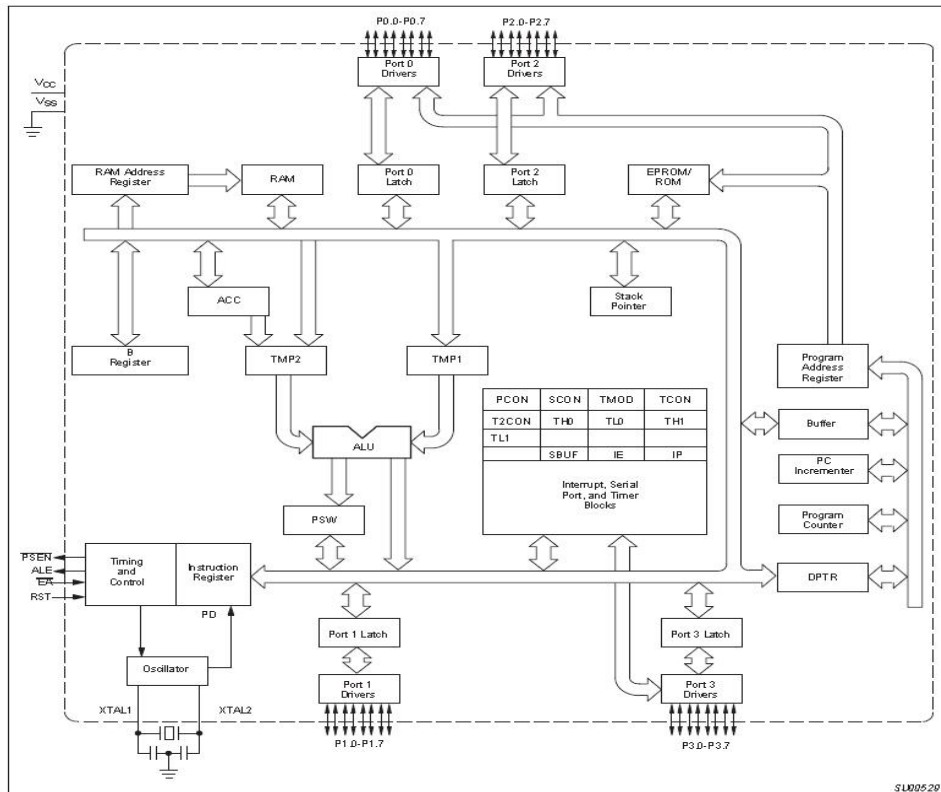 P0.0-P0.7
P2.0-P2.7
Port 0
Drivers
Port 2
Drivers
VCC
VSS
RAM Address
Register
RAM
Port 0
Latch
Port 2
Latch
EPROM/
ROM
ACC
Stack
Pointer
B
Register
TMP2
TMP1
Program
Address
Register
PCON SCON TMOD TCON
T2CON TH0 TL0 TH1
TL1
SBUF IE IP
Interrupt, Serial
Port, and Timer
Blocks
Buffer
ALU
PC
Incrementer
PSW
Program
Counter
PSEN
ALE
EA
RST
Timing
and
Control
Instruction
Register
DPTR
PD
Port 1 Latch
Port 3 Latch
Oscillator
Port 1
Drivers
Port 3
Drivers
XTAL1
XTAL2
P1.0-P1.7
P3.0-P3.7
SU00529